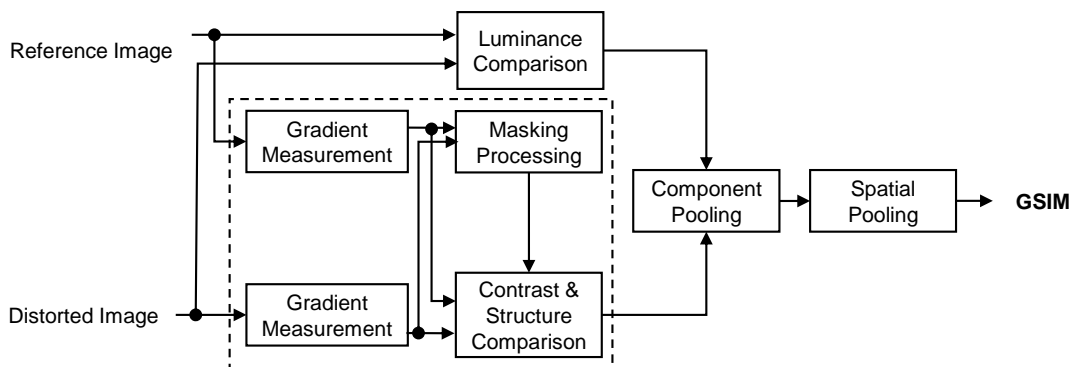 Reference Image
Luminance
Comparison
Gradient
Measurement
Masking
Processing
Component
Pooling
Spatial
Pooling
GSIM
Distorted Image
Gradient
Measurement
Contrast &
Structure
Comparison